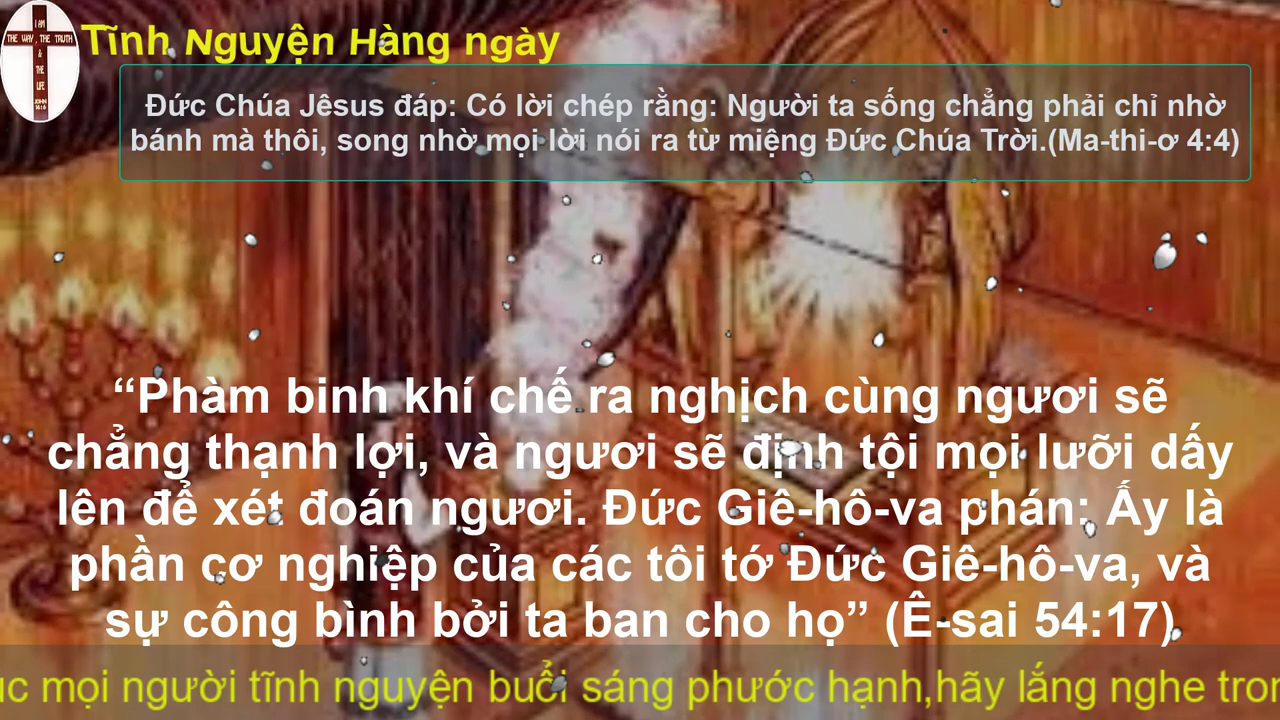 I AM
THE WAY, THE TRUTH
&
THE
LIFE
JOHN
14:6
Tĩnh Nguyện Hàng ngày
Đức Chúa Jêsus đáp: Có lời chép rằng: Người ta sống chẳng phải chỉ nhờ
bánh mà thôi, song nhờ mọi lời nói ra từ miệng Đức Chúa Trời.(Ma-thi-ơ 4:4)
“Phàm binh khí chế ra nghịch cùng ngươi sẽ
chẳng thạnh lợi, và ngươi sẽ định tội mọi lưỡi dấy
lên để xét đoán ngươi. Đức Giê-hô-va phán: Ấy là
phần cơ nghiệp của các tôi tớ Đức Giê-hô-va, và
sự công bình bởi ta ban cho họ” (Ê-sai 54:17)
mọi người tĩnh nguyện buổi sáng phước hạnh,hãy lắng nghe